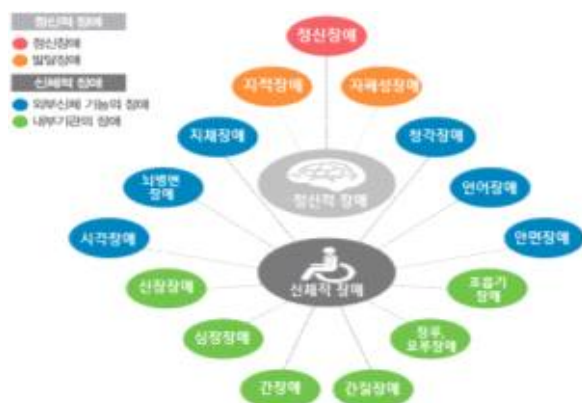 정신적 장애
정신장애
발달장애
신체적 장애
외부신체 기능의 장애
내부기관의 장애
정신장애
지적장애
자폐성장애
지체장애
청각장애
뇌병변
장애
정신적 장애
언어장애
시각장애
안면장애
신체적 장애
신장장애
호흡기
장애
심장장애
장루,
요루장애
간장애
간질장애